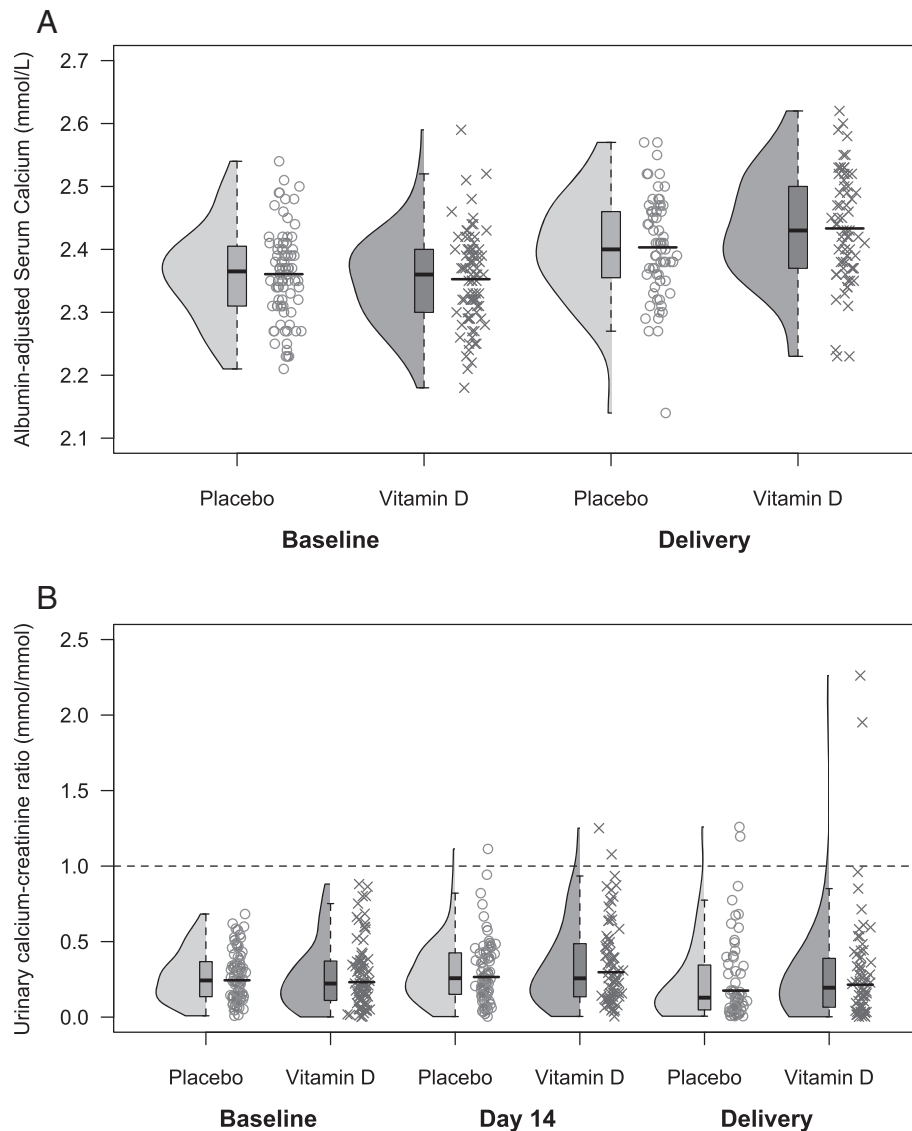 A
Albumin-adjusted Serum Calcium (mmol/L)
2.7
2.6
2.5
2.4
2.3
2.2
2.1
Placebo Vitamin D Placebo Vitamin D
Baseline Delivery
B
Urinary calcium-creatinine ratio (mmol/mmol)
2.5
2.0
1.5
1.0
0.5
0.0
Placebo Vitamin D Placebo Vitamin D Placebo Vitamin D
Baseline Day 14 Delivery